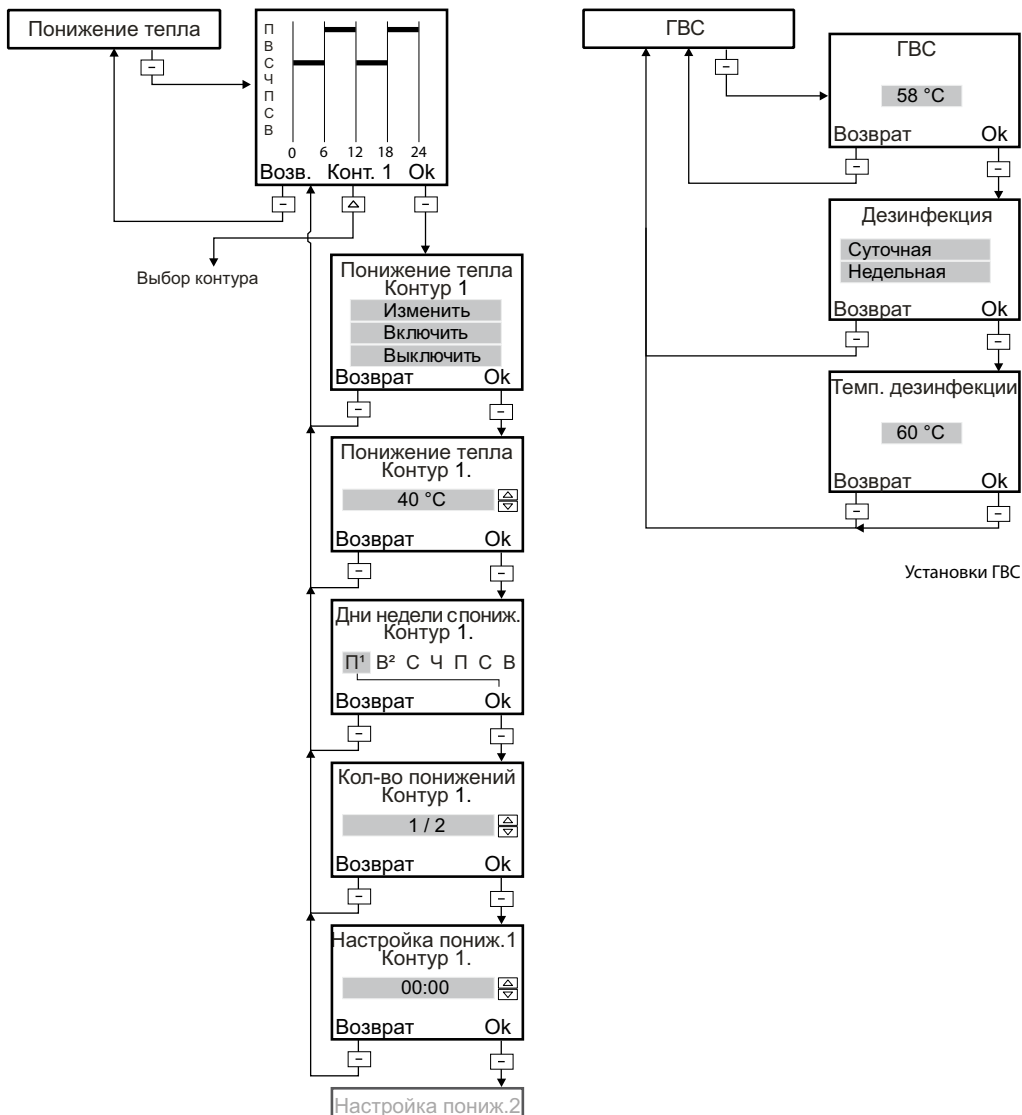 Понижение тепла
П
В
С
Ч
П
С
В
0 6 12 18 24
Возв. Конт. 1 Ok
Выбор контура
Понижение тепла
Контур 1
Изменить
Включить
Выключить
Возврат Ok
Понижение тепла
Контур 1.
40 °C
Возврат Ok
Дни недели спониж.
Контур 1.
П¹ В² С Ч П С В
Возврат Ok
Кол-во понижений
Контур 1.
1 / 2
Возврат Ok
Настройка пониж.1
Контур 1.
00:00
Возврат Ok
Настройка пониж.2
ГВС
ГВС
58 °C
Возврат Ok
Дезинфекция
Суточная
Недельная
Возврат Ok
Темп. дезинфекции
60 °C
Возврат Ok
Установки ГВС